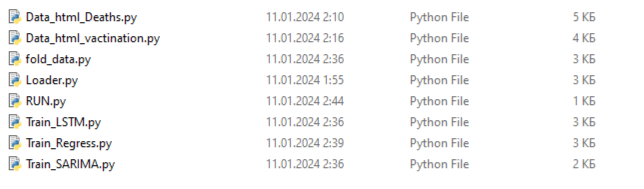 Data_html_Deaths.py 11.01.2024 2:10 Python File 5 КБ
Data_html_vactination.py 11.01.2024 2:16 Python File 4 КБ
fold_data.py 11.01.2024 2:36 Python File 3 КБ
Loader.py 11.01.2024 1:55 Python File 3 КБ
RUN.py 11.01.2024 2:44 Python File 1 КБ
Train_LSTM.py 11.01.2024 2:36 Python File 3 КБ
Train_Regress.py 11.01.2024 2:39 Python File 3 КБ
Train_SARIMA.py 11.01.2024 2:36 Python File 2 КБ